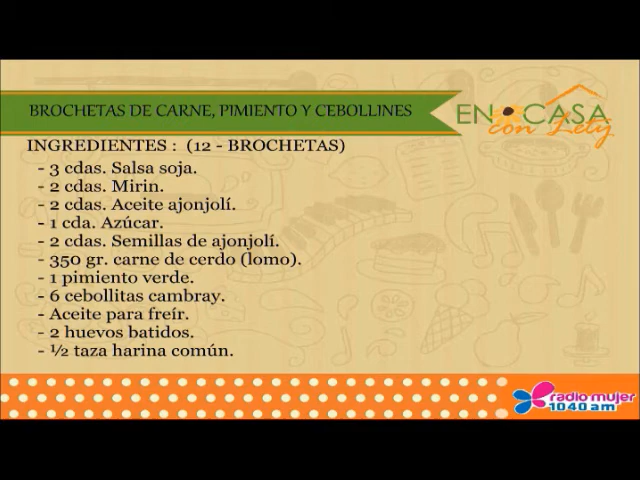 BROCHETAS DE CARNE, PIMIENTO Y CEBOLLINES
EN CASA
con Lety
INGREDIENTES : (12 - BROCHETAS)
- 3 cdas. Salsa soja.
- 2 cdas. Mirin.
- 2 cdas. Aceite ajonjolí.
- 1 cda. Azúcar.
- 2 cdas. Semillas de ajonjolí.
- 350 gr. carne de cerdo (lomo).
- 1 pimiento verde.
- 6 cebollitas cambray.
- Aceite para freír.
- 2 huevos batidos.
- ½ taza harina común.
radio mujer
1040 am